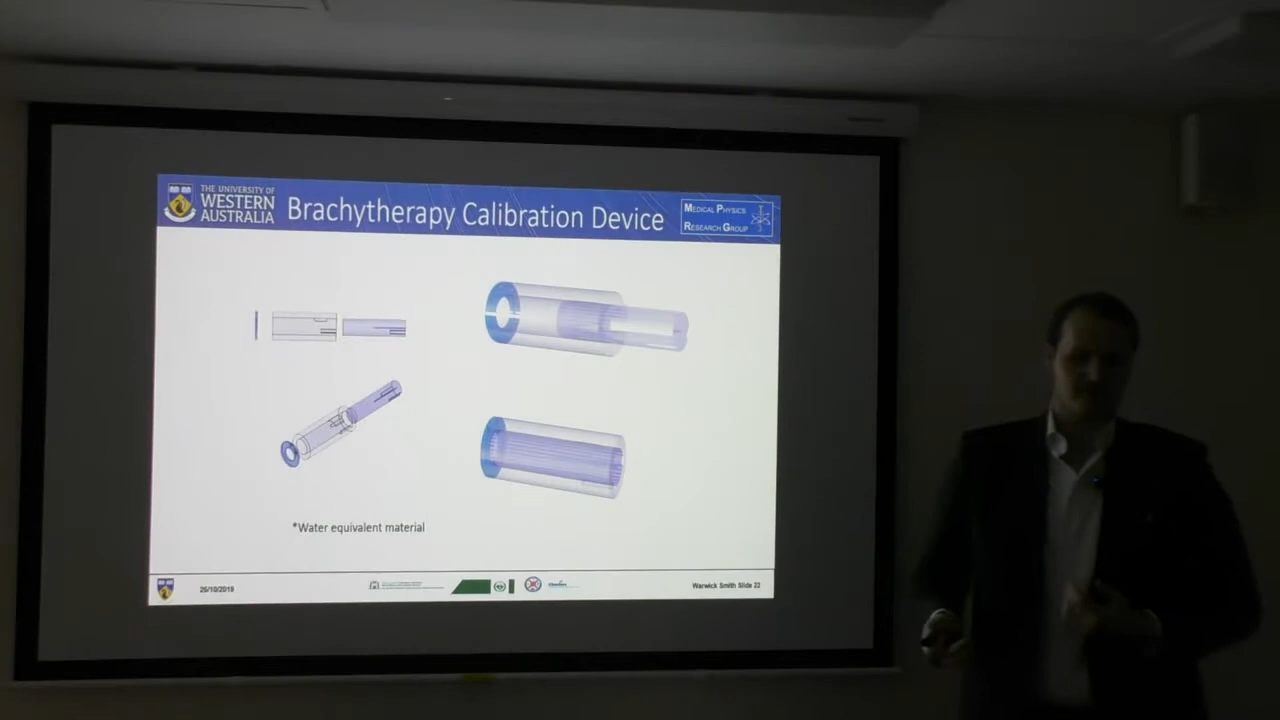 THE UNIVERSITY OF
WESTERN
AUSTRALIA
Brachytherapy Calibration Device
MEDICAL PHYSICS
RESEARCH GROUP
*Water equivalent material
25/10/2019
Warwick Smith Slide 22